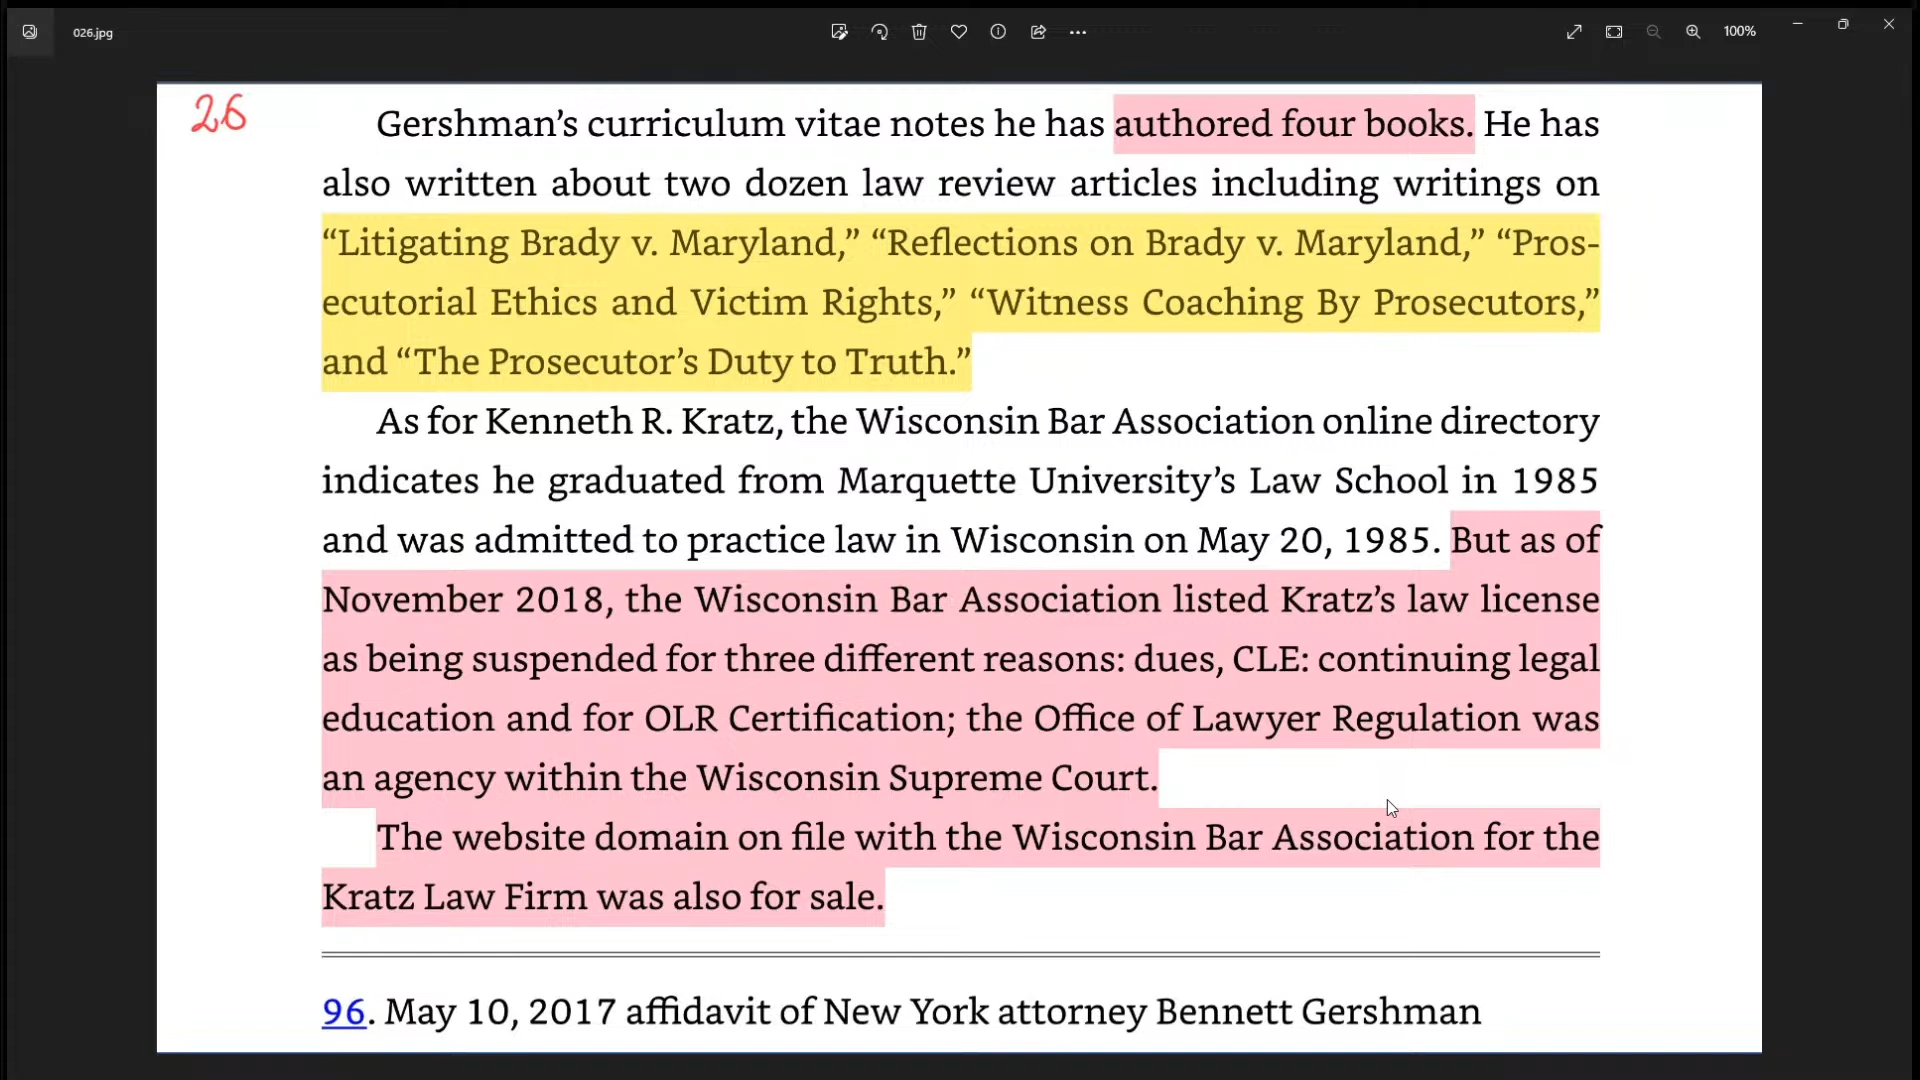 026.jpg
100%
26
Gershman’s curriculum vitae notes he has authored four books. He has
also written about two dozen law review articles including writings on
“Litigating Brady v. Maryland,” “Reflections on Brady v. Maryland,” “Pros-
ecutorial Ethics and Victim Rights,” “Witness Coaching By Prosecutors,”
and “The Prosecutor’s Duty to Truth.”
As for Kenneth R. Kratz, the Wisconsin Bar Association online directory
indicates he graduated from Marquette University’s Law School in 1985
and was admitted to practice law in Wisconsin on May 20, 1985. But as of
November 2018, the Wisconsin Bar Association listed Kratz’s law license
as being suspended for three different reasons: dues, CLE: continuing legal
education and for OLR Certification; the Office of Lawyer Regulation was
an agency within the Wisconsin Supreme Court.
The website domain on file with the Wisconsin Bar Association for the
Kratz Law Firm was also for sale.
96. May 10, 2017 affidavit of New York attorney Bennett Gershman